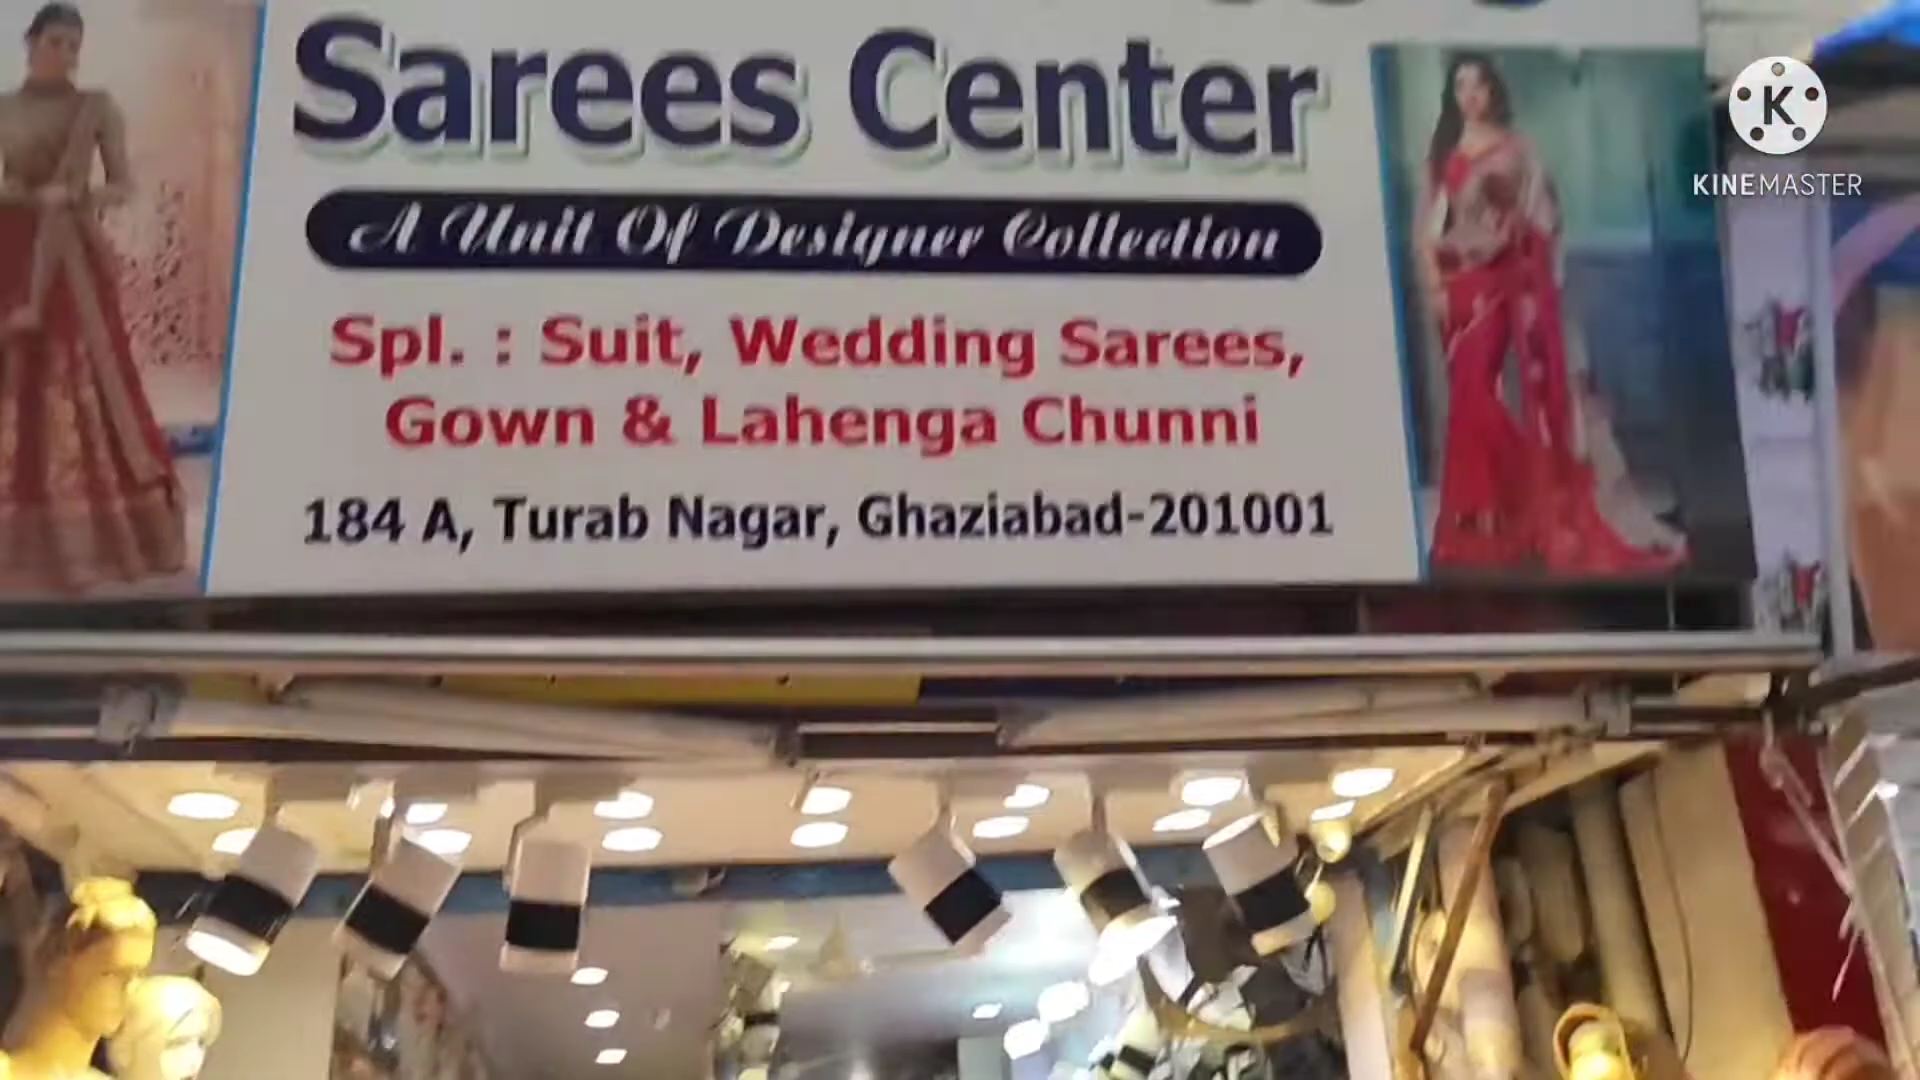 Sarees Center
A Unit Of Designer Collection
Spl. : Suit, Wedding Sarees,
Gown & Lahenga Chunni
184 A, Turab Nagar, Ghaziabad-201001
K
KINEMASTER